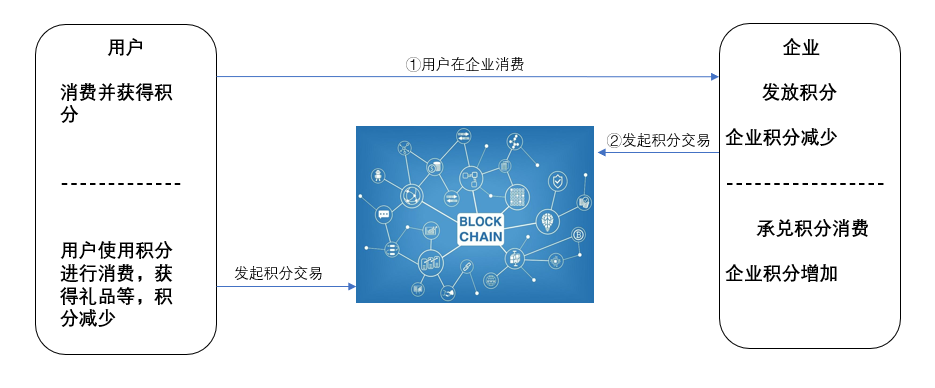 用户
消费并获得积
分
用户使用积分
进行消费，获
得礼品等，积
分减少
①用户在企业消费
②发起积分交易
BLOCK
CHAIN
发起积分交易
企业
发放积分
企业积分减少
承兑积分消费
企业积分增加